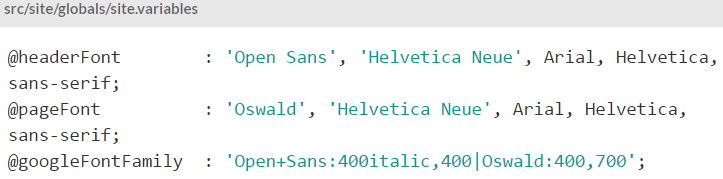 src/site/globals/site.variables
@headerFont : 'Open Sans', 'Helvetica Neue', Arial, Helvetica,
sans-serif;
@pageFont : 'Oswald', 'Helvetica Neue', Arial, Helvetica,
sans-serif;
@googleFontFamily : 'Open+Sans:400italic,400|Oswald:400,700';